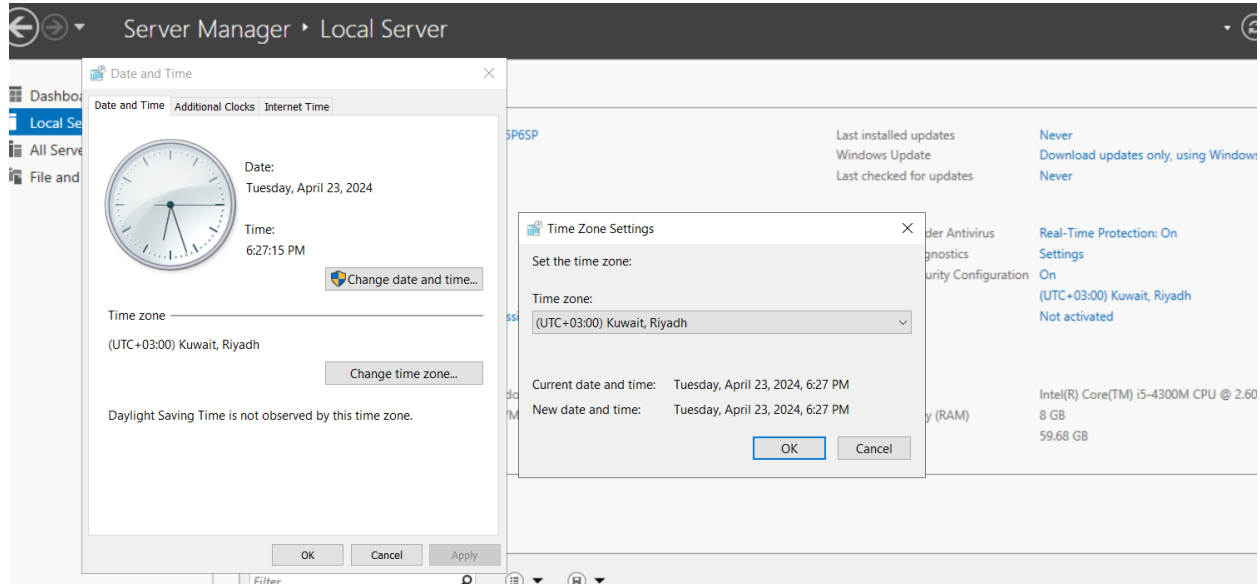 Server Manager ‣ Local Server
Date and Time
Date and Time Additional Clocks Internet Time
Date:
Tuesday, April 23, 2024
Time:
6:27:15 PM
Change date and time...
Time zone
(UTC+03:00) Kuwait, Riyadh
Change time zone...
Daylight Saving Time is not observed by this time zone.
OK Cancel Apply
Local Se
All Serve
File and
5P6SP
Last installed updates Never
Windows Update Download updates only, using Windows
Last checked for updates Never
Time Zone Settings
Set the time zone:
Time zone:
(UTC+03:00) Kuwait, Riyadh
Current date and time: Tuesday, April 23, 2024, 6:27 PM
New date and time: Tuesday, April 23, 2024, 6:27 PM
OK Cancel
der Antivirus Real-Time Protection: On
gnostics Settings
urity Configuration On
(UTC+03:00) Kuwait, Riyadh
Not activated
Intel(R) Core(TM) i5-4300M CPU @ 2.60
y (RAM) 8 GB
59.68 GB
Filter